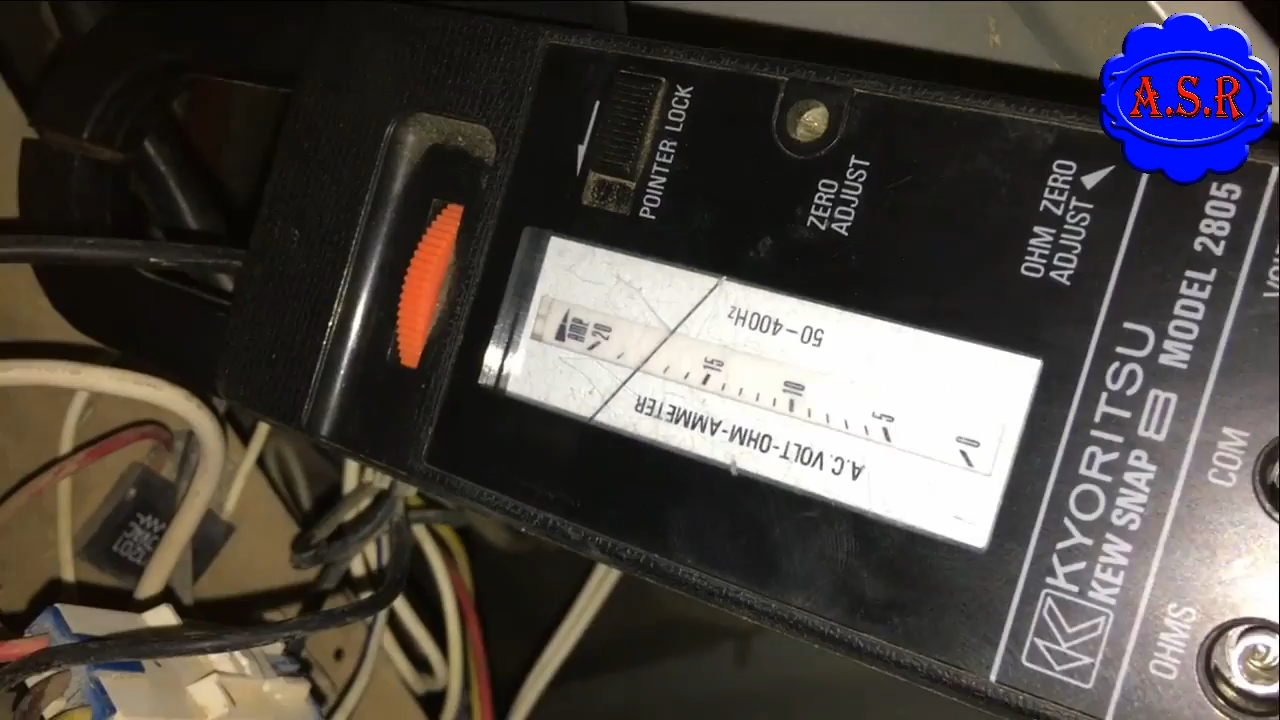 A.S.R
POINTER LOCK
ZERO
ADJUST
OHM ZERO
ADJUST
AMP
20
15
10
5
0
50-400Hz
A.C. VOLT-OHM-AMMETER
KYORITSU
KEW SNAP 8 MODEL 2805
COM
OHMS